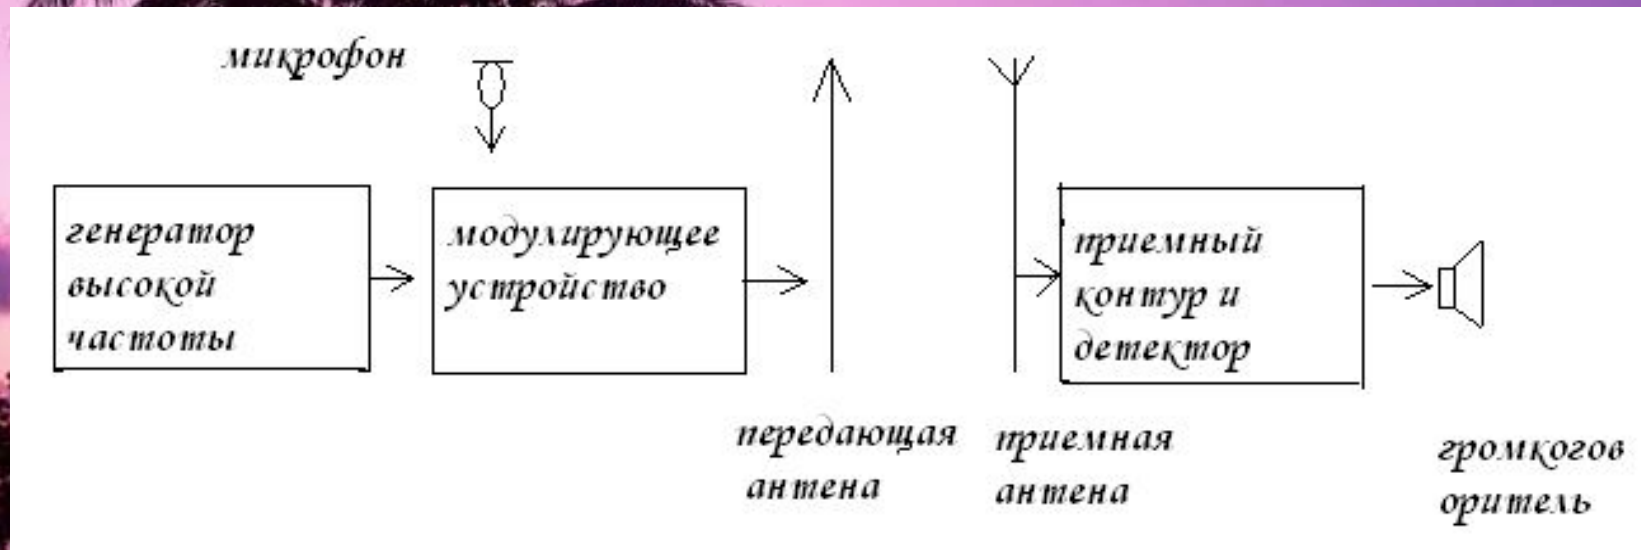 микрофон
генератор
высокой
частоты
модулирующее
устройство
передающая
антена
приемная
антена
приемный
контур и
детектор
громкогов
оритель